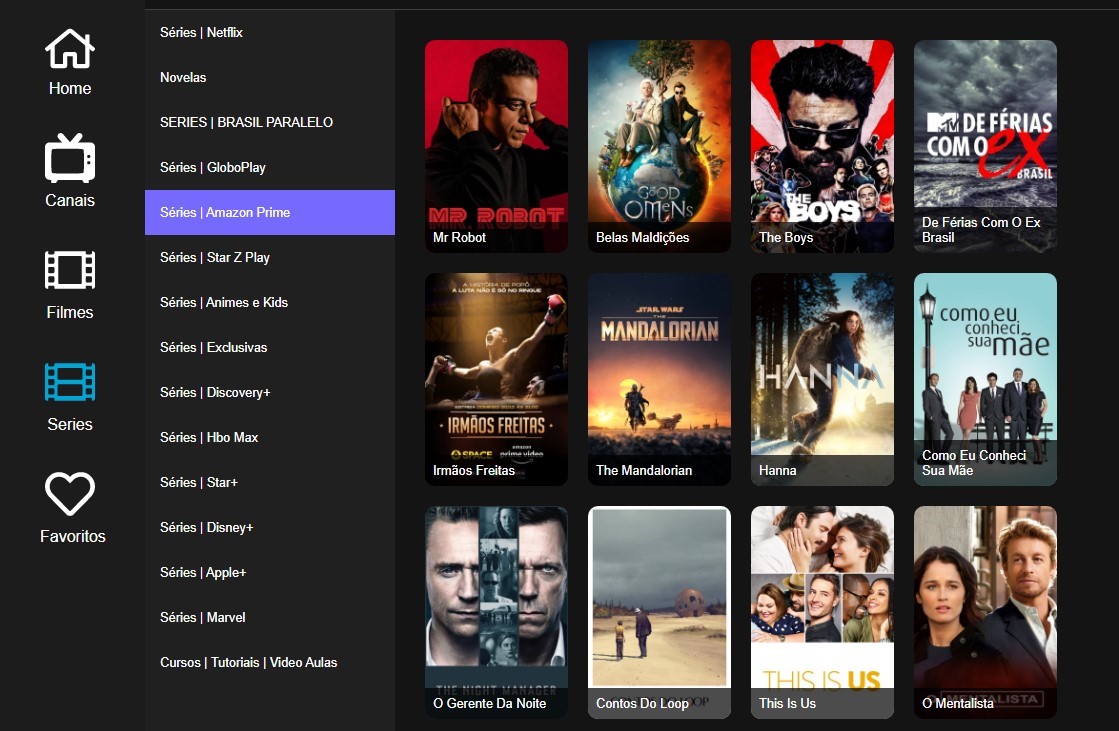 Home
Canais
Filmes
Series
Favoritos
Séries | Netflix
Novelas
SERIES | BRASIL PARALELO
Séries | GloboPlay
Séries | Amazon Prime
Séries | Star Z Play
Séries | Animes e Kids
Séries | Exclusivas
Séries | Discovery+
Séries | Hbo Max
Séries | Star+
Séries | Disney+
Séries | Apple+
Séries | Marvel
Cursos | Tutoriais | Video Aulas
MR. ROBOT
Mr Robot
GOOD
OMENS
Belas Maldições
THE
BOYS
The Boys
MTV DE FÉRIAS
COM O ex
BRASIL
De Férias Com O Ex
Brasil
A HISTÓRIA DE POPÓ
A LUTA NÃO É SÓ NO RINGUE
IRMÃOS FREITAS
SPACE
amazon
prime video
Irmãos Freitas
STAR WARS
THE
MANDALORIAN
The Mandalorian
HANNA
Hanna
como eu
conheci
sua mãe
Como Eu Conheci
Sua Mãe
THE NIGHT MANAGER
O Gerente Da Noite
CONTOS DO LOOP
Contos Do Loop
THIS IS US
This Is Us
O MENTALISTA
O Mentalista